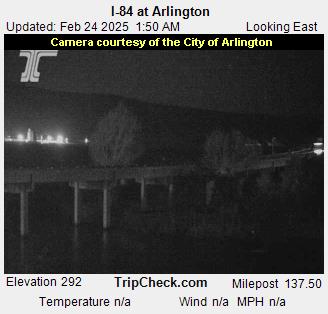 I-84 at Arlington
Updated: Feb 24 2025 1:50 AM Looking East
Camera courtesy of the City of Arlington
Elevation 292 TripCheck.com Milepost 137.50
Temperature n/a Wind n/a MPH n/a